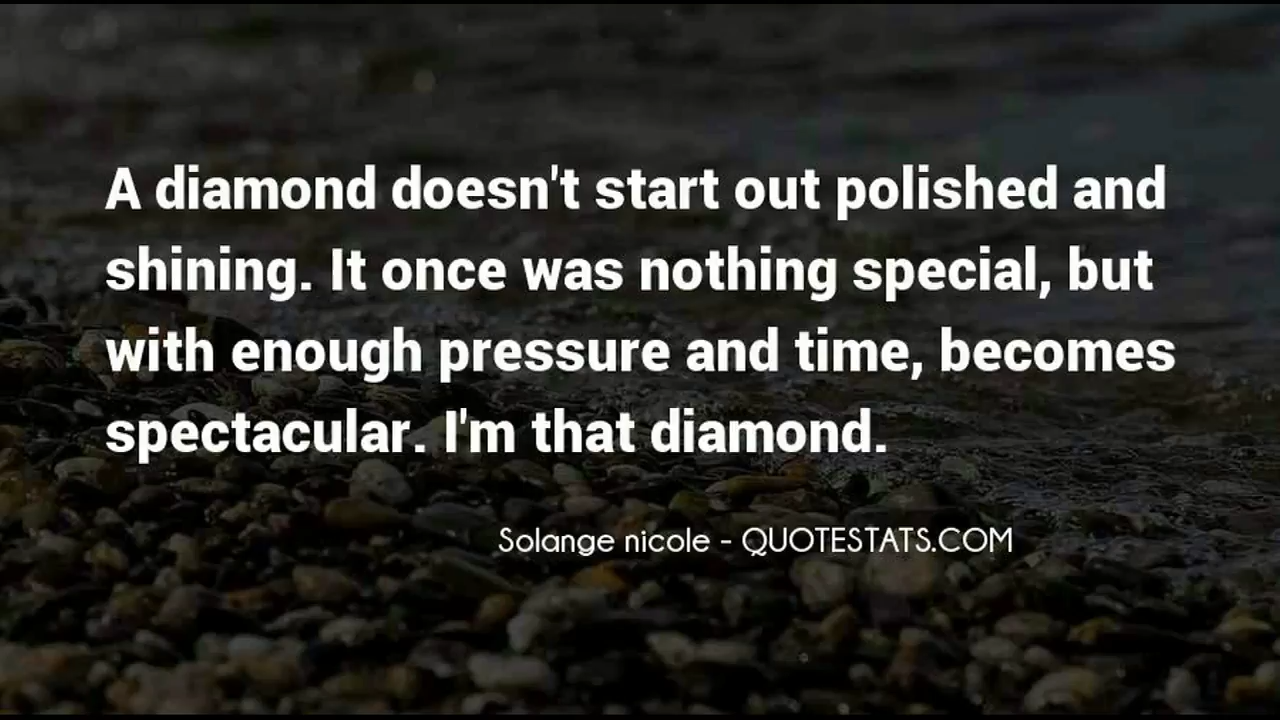 A diamond doesn't start out polished and
shining. It once was nothing special, but
with enough pressure and time, becomes
spectacular. I'm that diamond.
Solange nicole - QUOTESTATS.COM